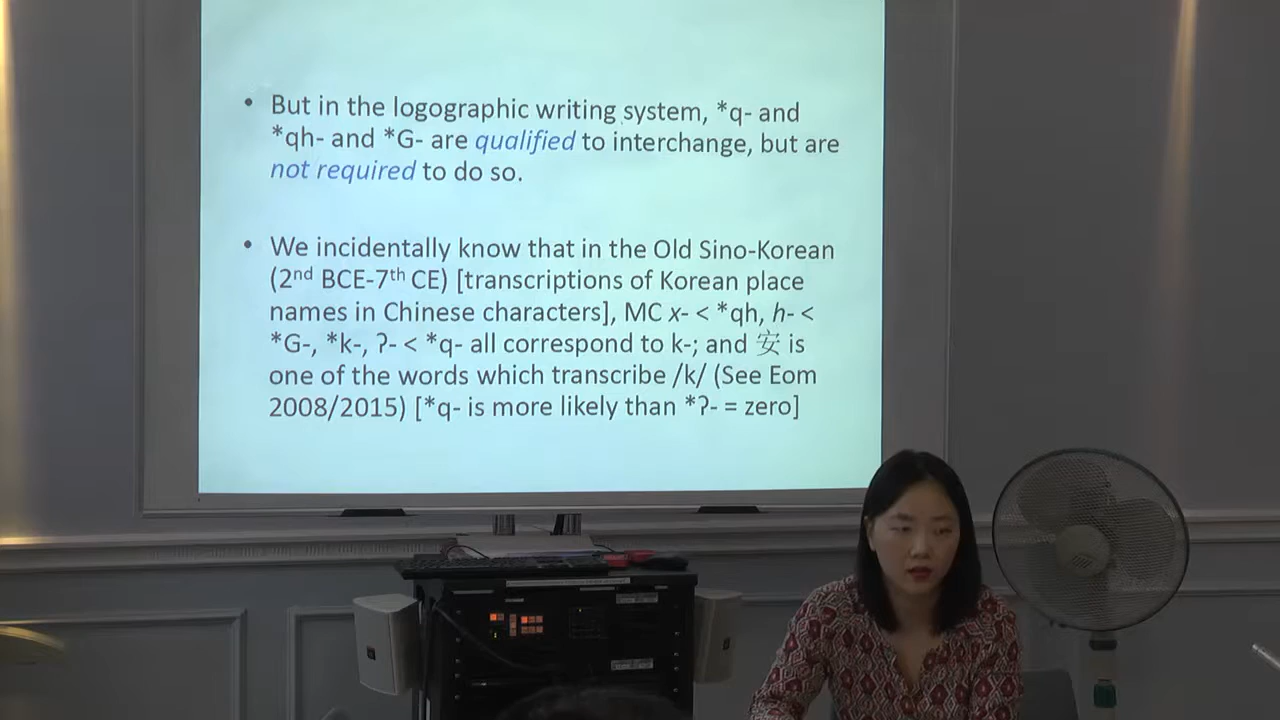 • But in the logographic writing system, *q- and
*qh- and *G- are qualified to interchange, but are
not required to do so.
• We incidentally know that in the Old Sino-Korean
(2nd BCE-7th CE) [transcriptions of Korean place
names in Chinese characters], MC x- < *qh, h- <
*G-, *k-, ʔ- < *q- all correspond to k-; and 安 is
one of the words which transcribe /k/ (See Eom
2008/2015) [*q- is more likely than *ʔ- = zero]